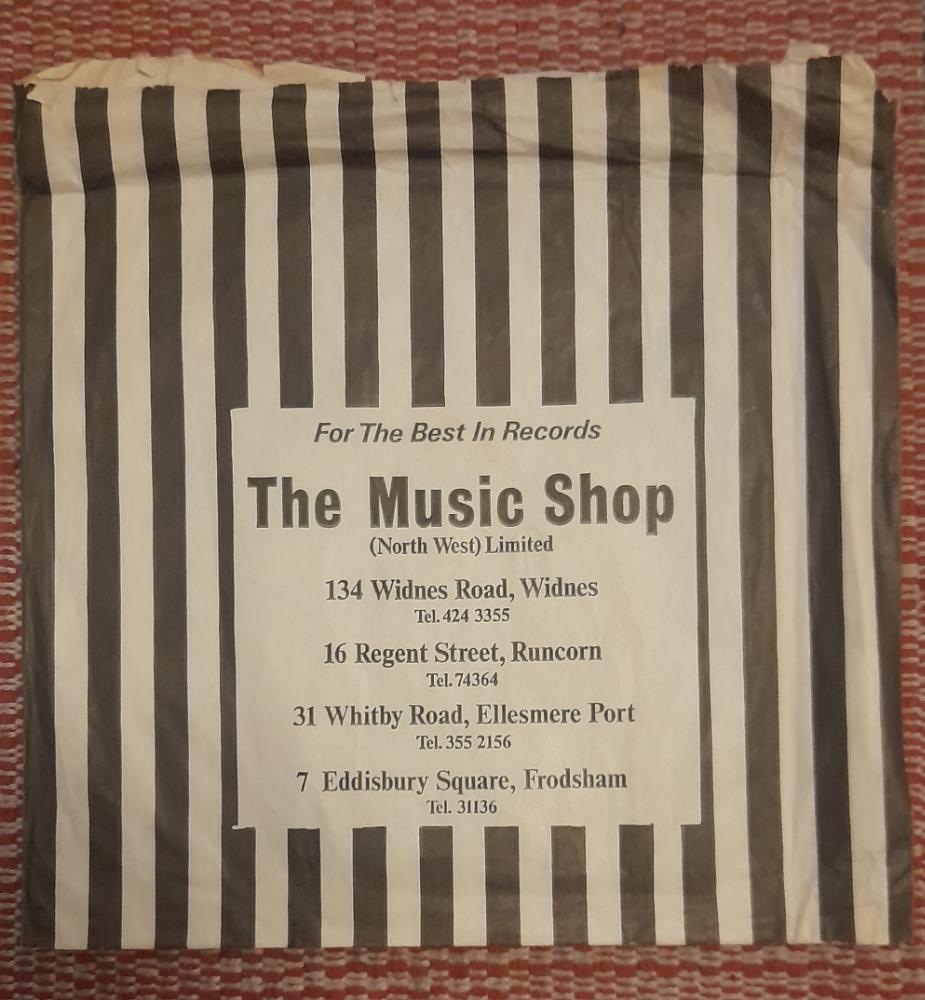 For The Best In Records
The Music Shop
(North West) Limited
134 Widnes Road, Widnes
Tel. 424 3355
16 Regent Street, Runcorn
Tel. 74364
31 Whitby Road, Ellesmere Port
Tel. 355 2156
7 Eddisbury Square, Frodsham
Tel. 31136